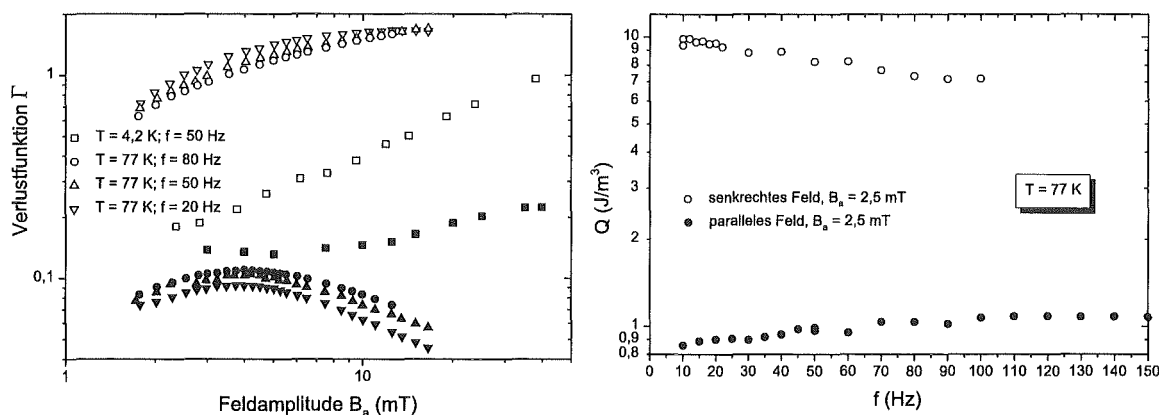 Verlustfunktion Γ
1
0,1
□ T = 4,2 K; f = 50 Hz
○ T = 77 K; f = 80 Hz
△ T = 77 K; f = 50 Hz
▽ T = 77 K; f = 20 Hz
1
10
Feldamplitude B_a (mT)
Q (J/m³)
10
9
8
7
6
5
4
3
2
1
0,9
0,8
T = 77 K
○ senkrechtes Feld, B_a = 2,5 mT
● paralleles Feld, B_a = 2,5 mT
0 10 20 30 40 50 60 70 80 90 100 110 120 130 140 150
f (Hz)